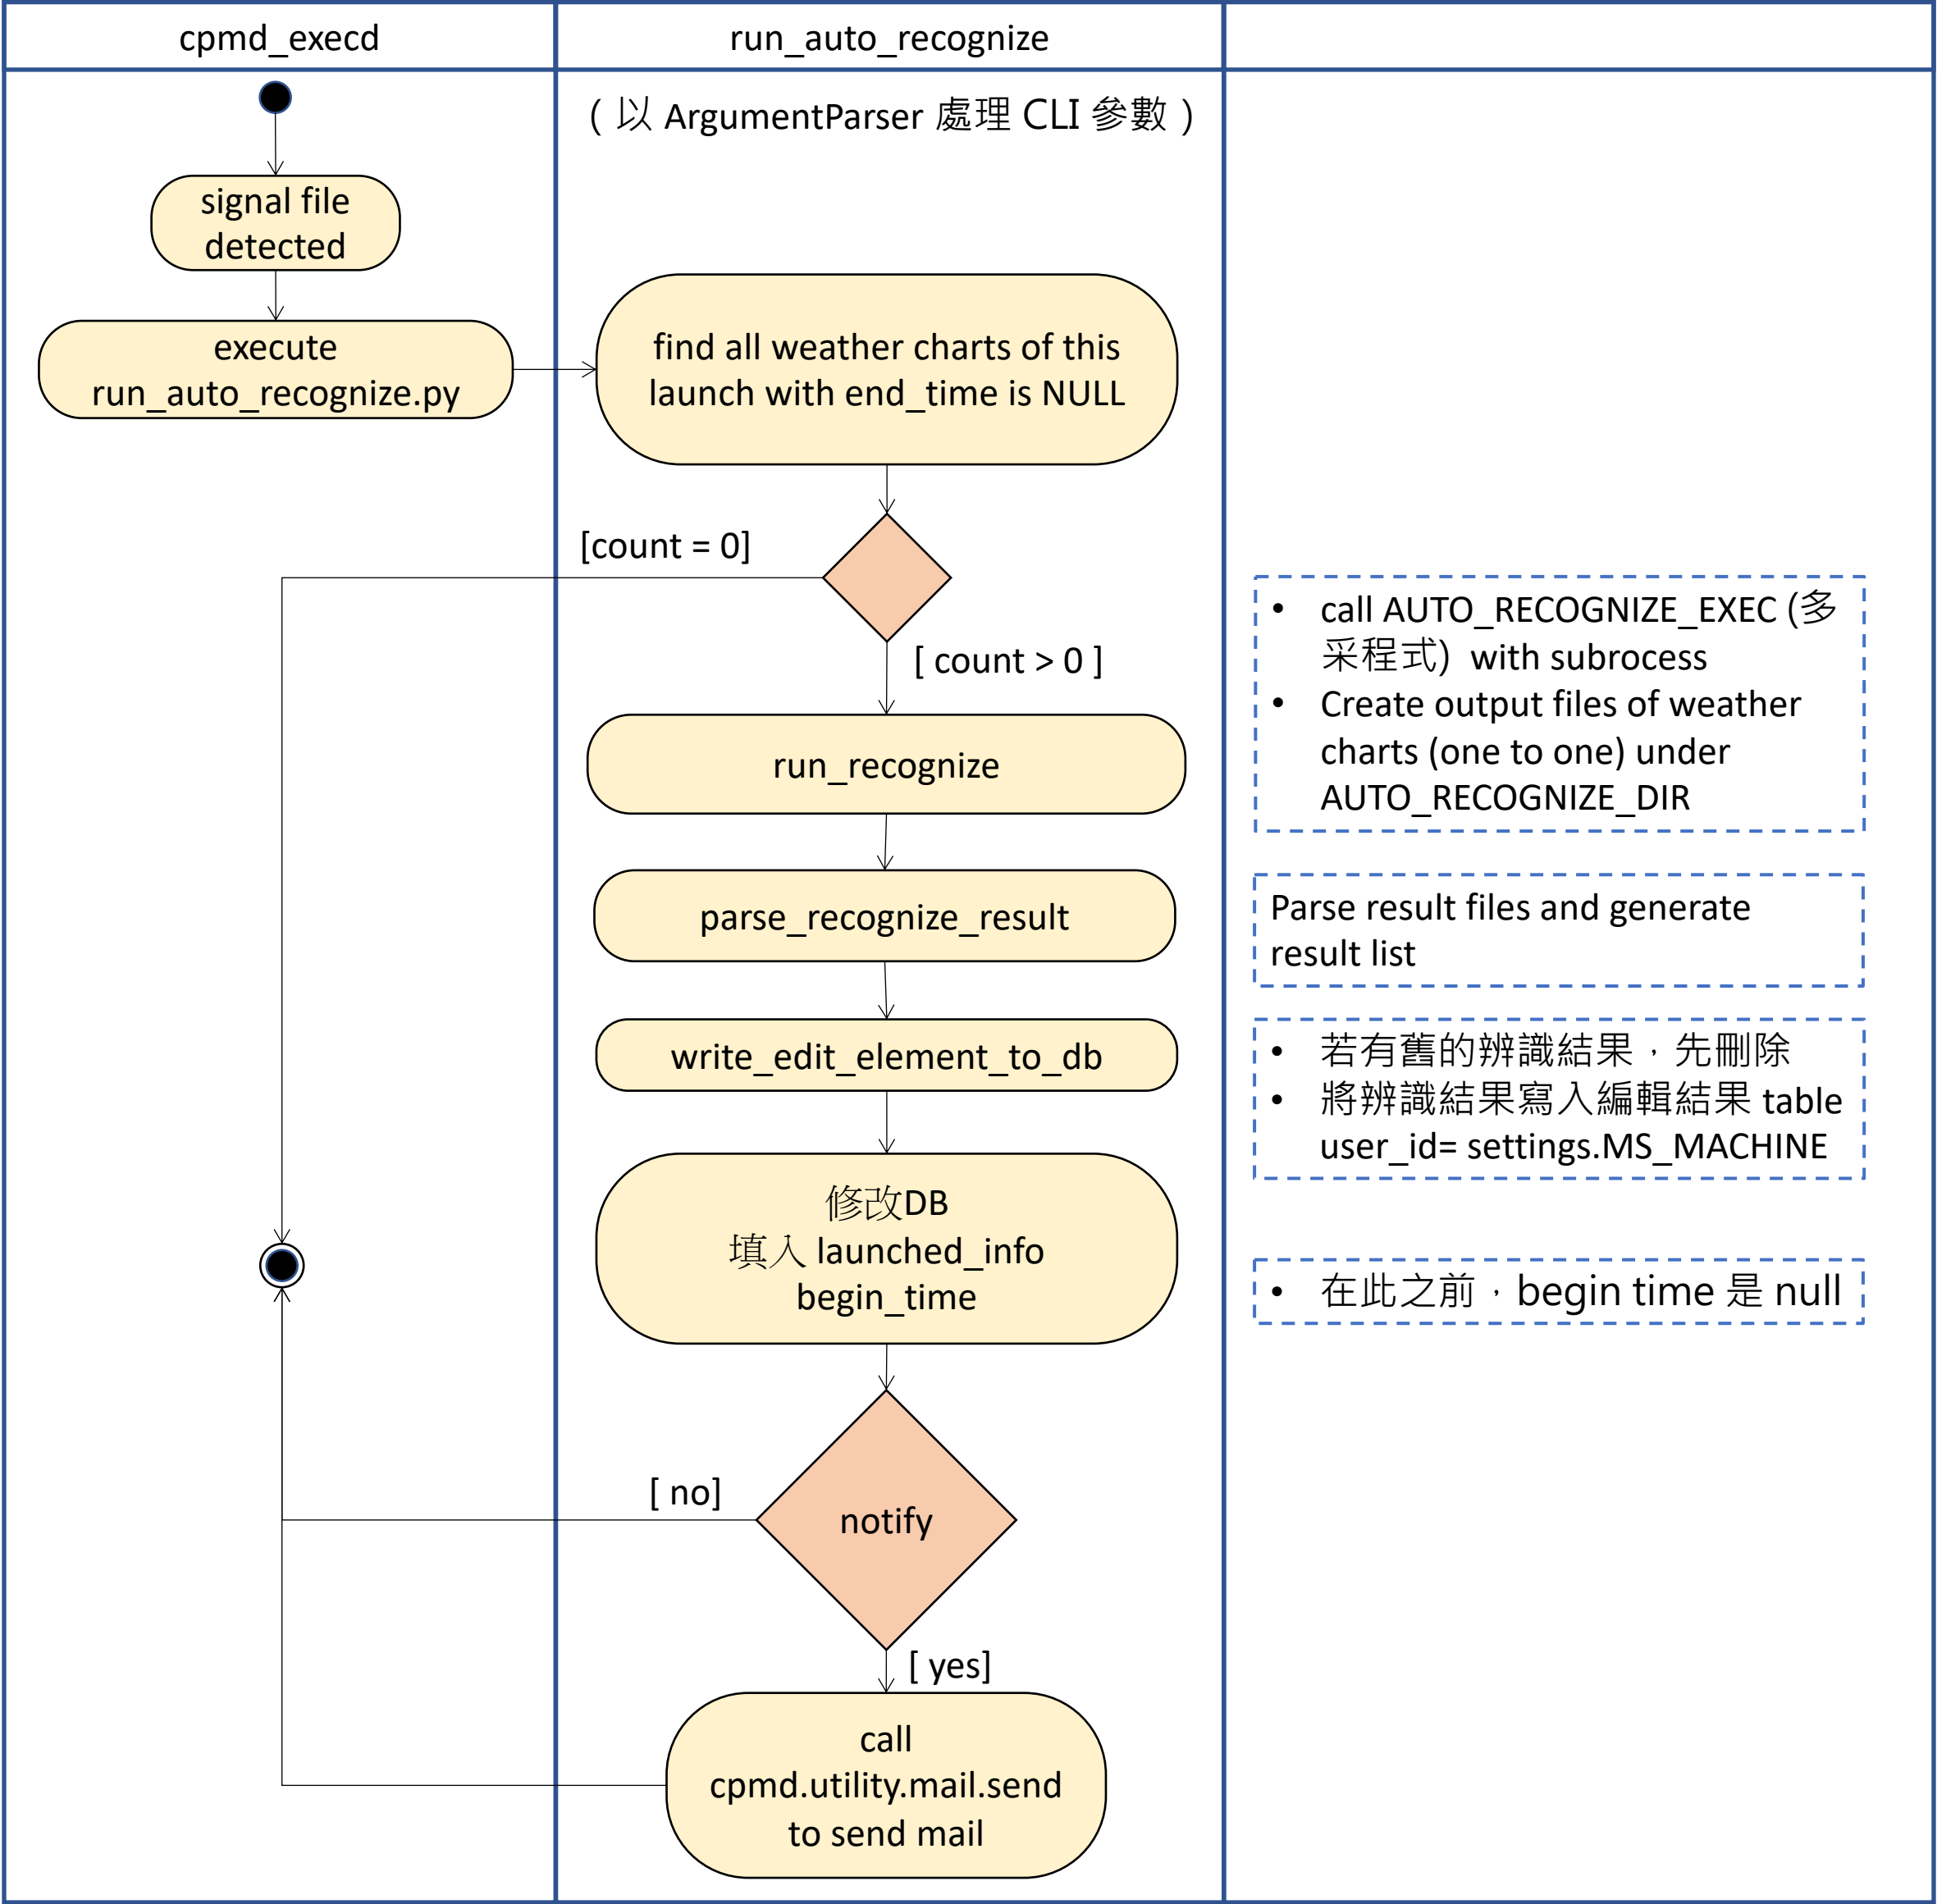 cpmd_execd
run_auto_recognize
( 以 ArgumentParser 處理 CLI 參數 )
signal file
detected
execute
run_auto_recognize.py
find all weather charts of this
launch with end_time is NULL
[count = 0]
[ count > 0 ]
run_recognize
parse_recognize_result
write_edit_element_to_db
修改DB
填入 launched_info
begin_time
[ no]
notify
[ yes]
call
cpmd.utility.mail.send
to send mail
• call AUTO_RECOGNIZE_EXEC (多
采程式) with subrocess
• Create output files of weather
charts (one to one) under
AUTO_RECOGNIZE_DIR
Parse result files and generate
result list
• 若有舊的辨識結果，先刪除
• 將辨識結果寫入編輯結果 table
user_id= settings.MS_MACHINE
• 在此之前，begin time 是 null